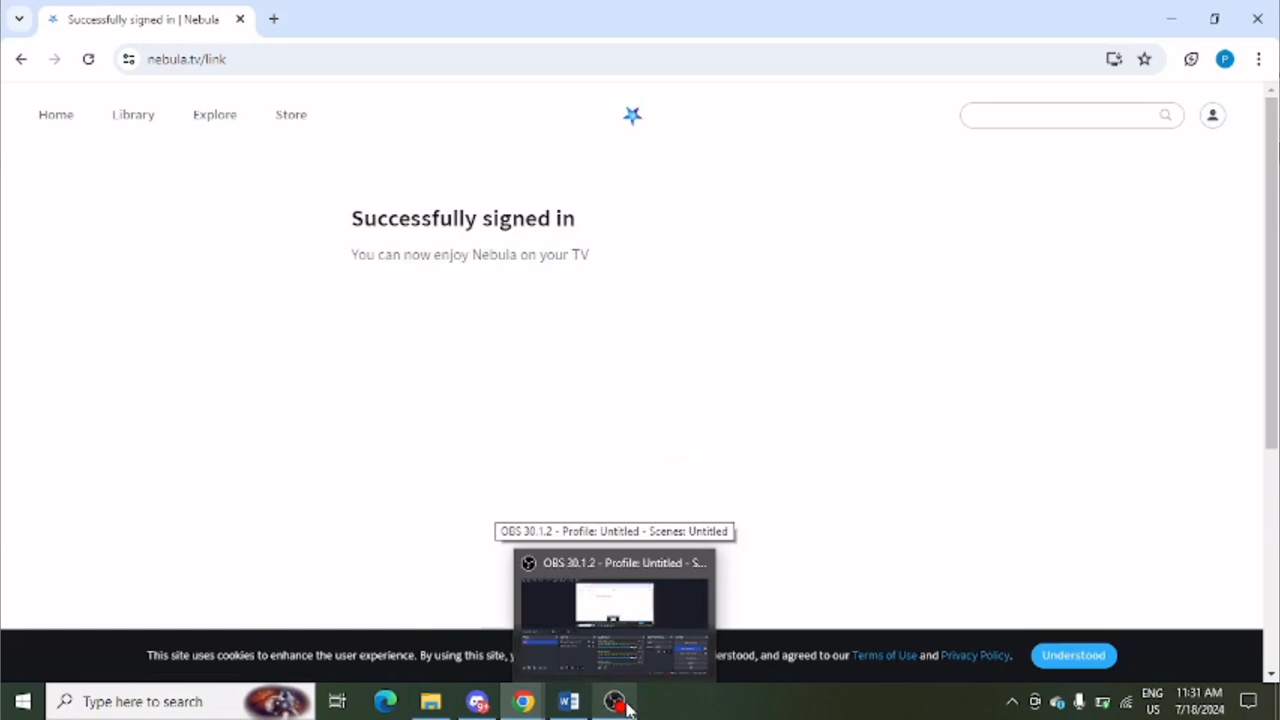 Successfully signed in | Nebula
nebula.tv/link
P
Home
Library
Explore
Store
Successfully signed in
You can now enjoy Nebula on your TV
OBS 30.1.2 - Profile: Untitled - Scenes: Untitled
OBS 30.1.2 - Profile: Untitled - S...
This site uses cookies to enhance the
By using this site,
erstood, and agreed to our Terms of Use and Privacy Policy.
Understood
Type here to search
9+
ENG
US
11:31 AM
7/18/2024